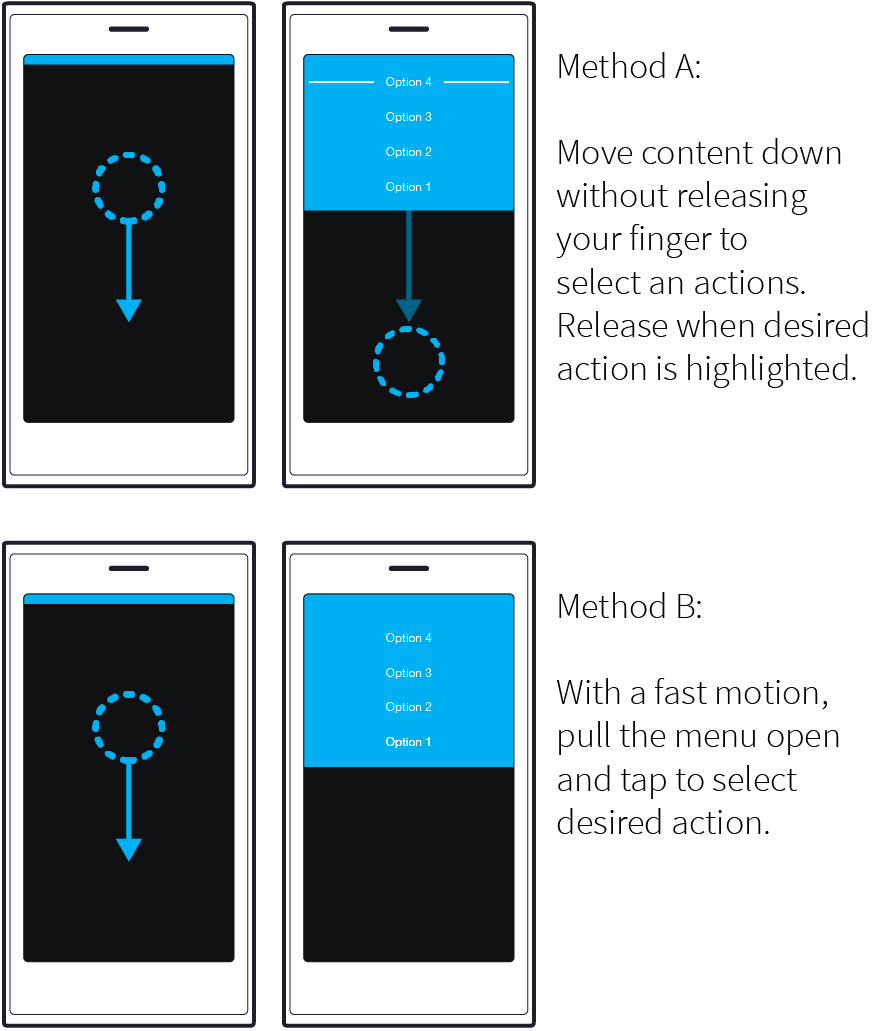 Option 4
Option 3
Option 2
Option 1
Method A:
Move content down
without releasing
your finger to
select an actions.
Release when desired
action is highlighted.
Option 4
Option 3
Option 2
Option 1
Method B:
With a fast motion,
pull the menu open
and tap to select
desired action.